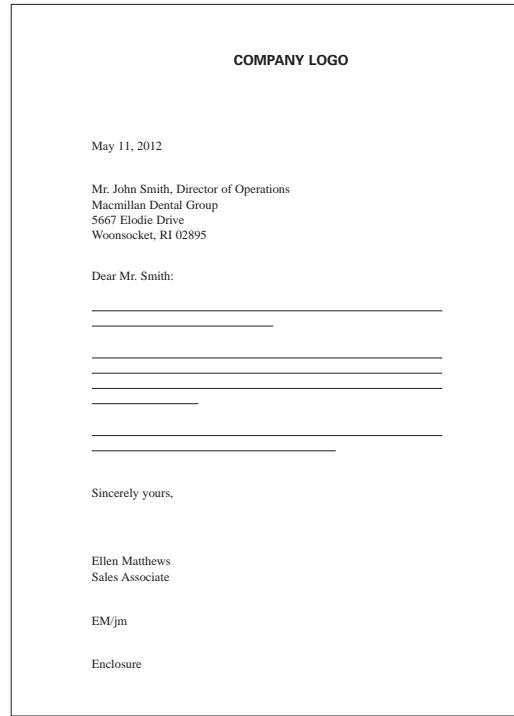 COMPANY LOGO
May 11, 2012
Mr. John Smith, Director of Operations
Macmillan Dental Group
5667 Elodie Drive
Woonsocket, RI 02895
Dear Mr. Smith:
Sincerely yours,
Ellen Matthews
Sales Associate
EM/jm
Enclosure